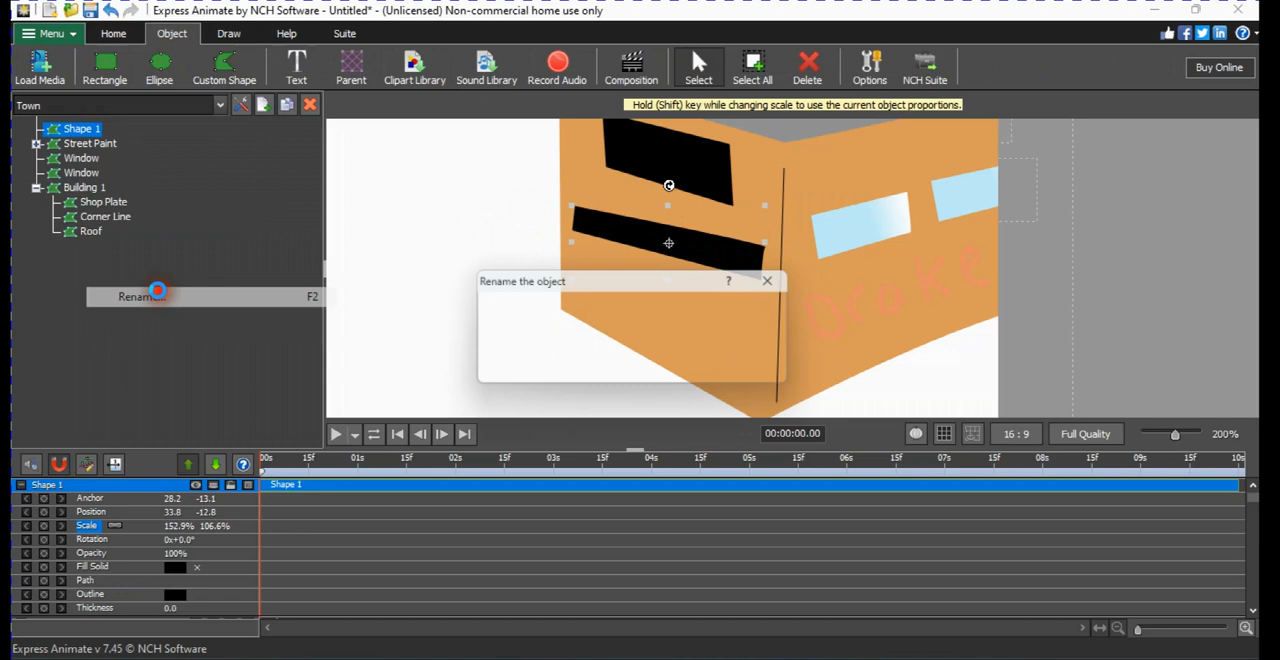 Express Animate by NCH Software - Untitled* - (Unlicensed) Non-commercial home use only
Menu Home Object Draw Help Suite
Load Media Rectangle Ellipse Custom Shape Text Parent Clipart Library Sound Library Record Audio Composition Select Select All Delete Options NCH Suite Buy Online
Town
Hold (Shift) key while changing scale to use the current object proportions.
Shape 1
Street Paint
Window
Window
Building 1
Shop Plate
Corner Line
Roof
Drake
Rename the object ?
Rename... F2
00:00:00.00 16 : 9 Full Quality 200%
00s 15f 01s 15f 02s 15f 03s 15f 04s 15f 05s 15f 06s 15f 07s 15f 08s 15f 09s 15f 10s
Shape 1 Shape 1
Anchor 28.2 -13.1
Position 33.8 -12.8
Scale 152.9% 106.6%
Rotation 0x+0.0°
Opacity 100%
Fill Solid
Path
Outline
Thickness 0.0
Express Animate v 7.45 © NCH Software